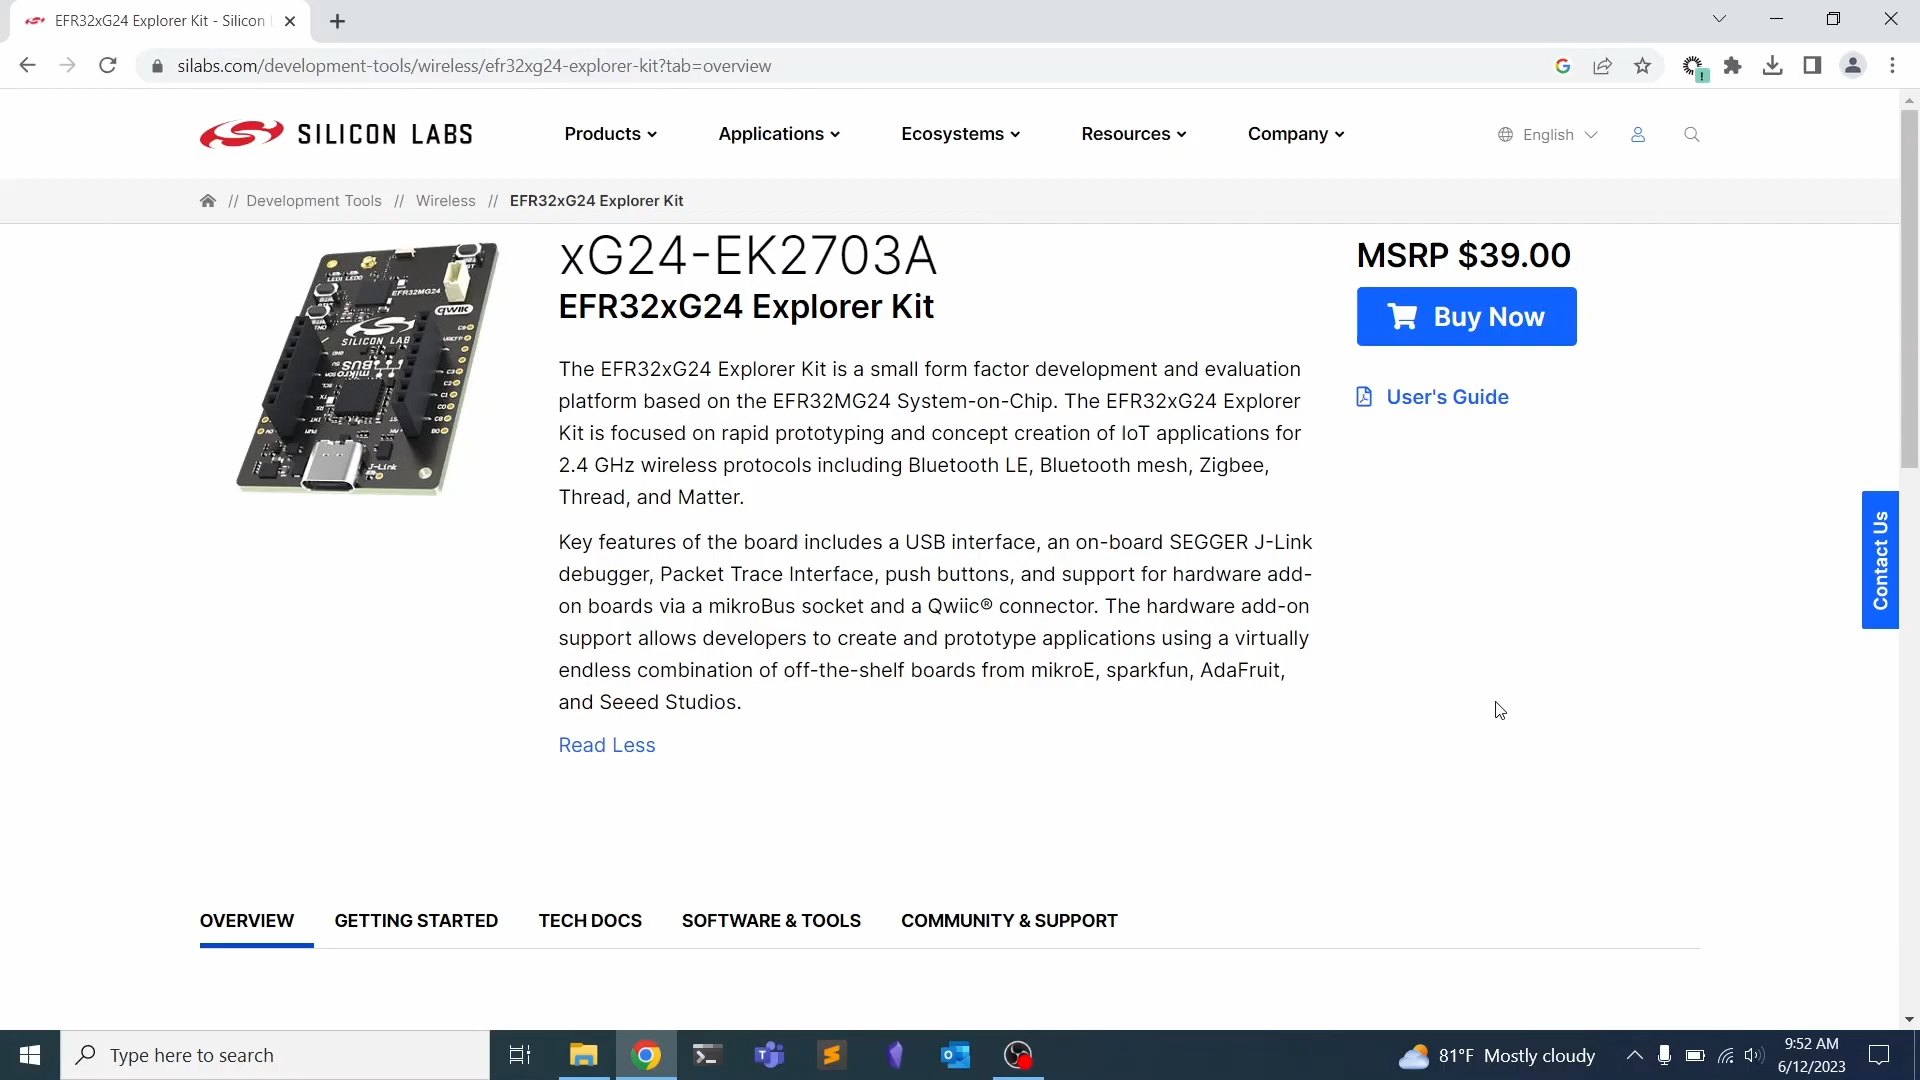 EFR32xG24 Explorer Kit - Silicon
silabs.com/development-tools/wireless/efr32xg24-explorer-kit?tab=overview
SILICON LABS
Products
Applications
Ecosystems
Resources
Company
English
// Development Tools // Wireless // EFR32xG24 Explorer Kit
xG24-EK2703A
EFR32xG24 Explorer Kit
The EFR32xG24 Explorer Kit is a small form factor development and evaluation
platform based on the EFR32MG24 System-on-Chip. The EFR32xG24 Explorer
Kit is focused on rapid prototyping and concept creation of IoT applications for
2.4 GHz wireless protocols including Bluetooth LE, Bluetooth mesh, Zigbee,
Thread, and Matter.
Key features of the board includes a USB interface, an on-board SEGGER J-Link
debugger, Packet Trace Interface, push buttons, and support for hardware add-
on boards via a mikroBus socket and a Qwiic® connector. The hardware add-on
support allows developers to create and prototype applications using a virtually
endless combination of off-the-shelf boards from mikroE, sparkfun, AdaFruit,
and Seeed Studios.
Read Less
MSRP $39.00
Buy Now
User's Guide
Contact Us
EFR32MG24
SILICON LABS
mikroBUS
J-Link
OVERVIEW
GETTING STARTED
TECH DOCS
SOFTWARE & TOOLS
COMMUNITY & SUPPORT
Type here to search
81°F Mostly cloudy
9:52 AM
6/12/2023